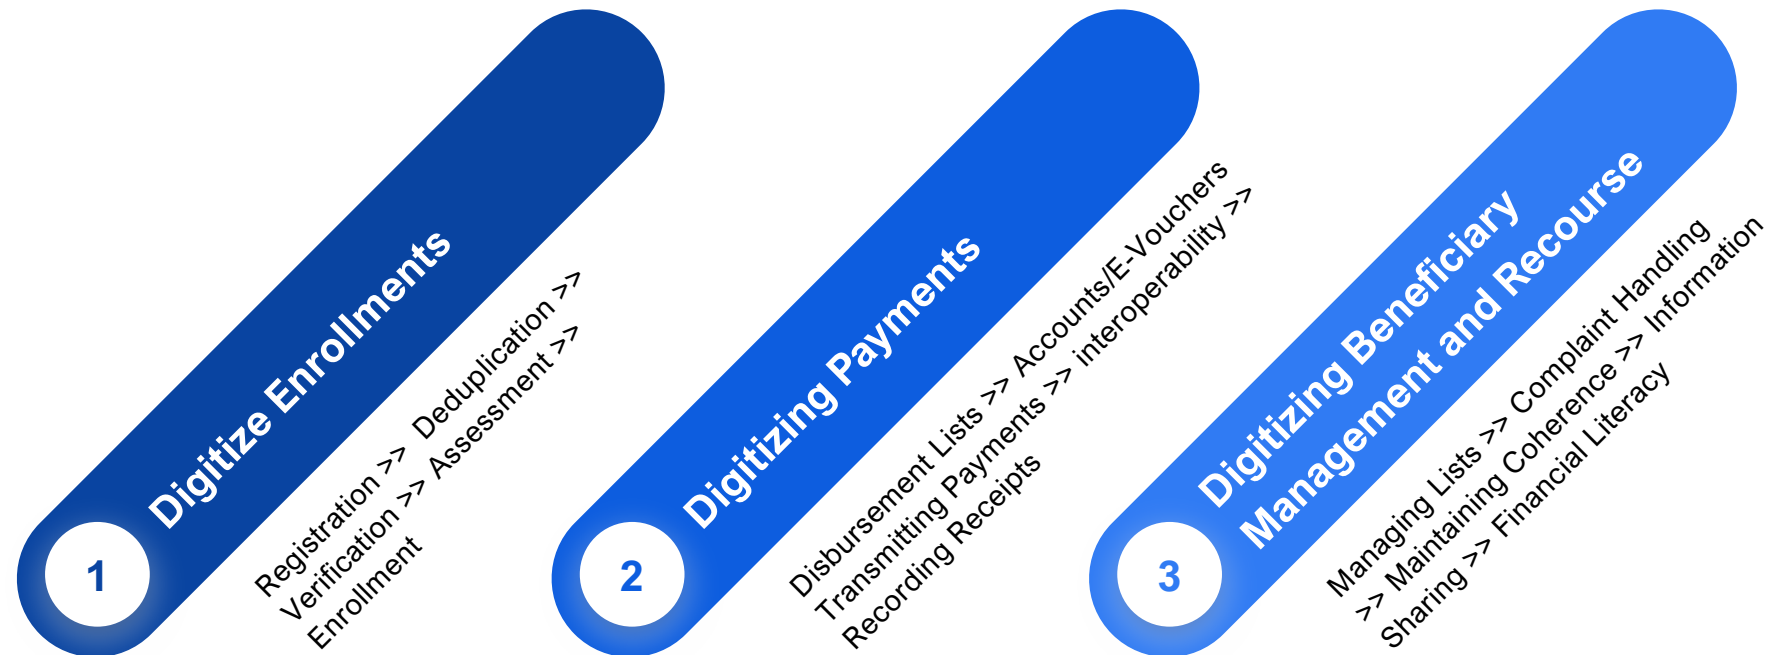 1
Digitize Enrollments
Registration >> Deduplication >>
Verification >> Assessment >>
Enrollment
2
Digitizing Payments
Disbursement Lists >> Accounts/E-Vouchers
Transmitting Payments >> interoperability >>
Recording Receipts
3
Digitizing Beneficiary
Management and Recourse
Managing Lists >> Complaint Handling
>> Maintaining Coherence >> Information
Sharing >> Financial Literacy